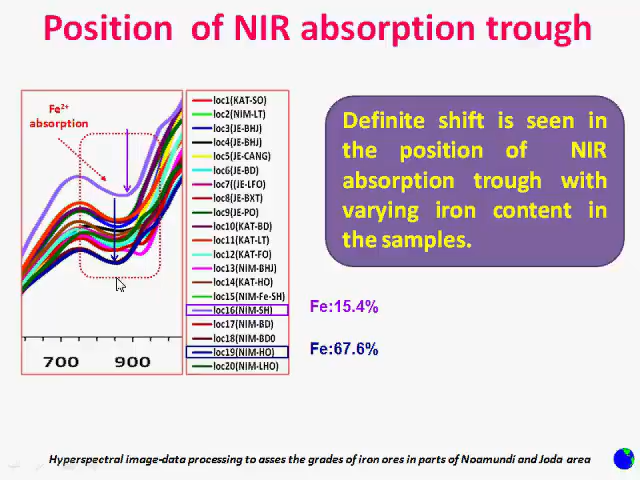 Position of NIR absorption trough
Fe2+
absorption
loc1(KAT-SO)
loc2(NIM-LT)
loc3(JE-BHJ)
loc4(JE-BHJ)
loc5(JE-CANG)
loc6(JE-BD)
loc7((JE-LFO)
loc8(JE-BXT)
loc9(JE-PO)
loc10(KAT-BD)
loc11(KAT-LT)
loc12(KAT-FO)
loc13(NIM-BHJ)
loc14(KAT-HO)
loc15(NIM-Fe-SH)
loc16(NIM-SH)
loc17(NIM-BD)
loc18(NIM-BD0
loc19(NIM-HO)
loc20(NIM-LHO)
700 900
Definite shift is seen in
the position of NIR
absorption trough with
varying iron content in
the samples.
Fe:15.4%
Fe:67.6%
Hyperspectral image-data processing to asses the grades of iron ores in parts of Noamundi and Joda area